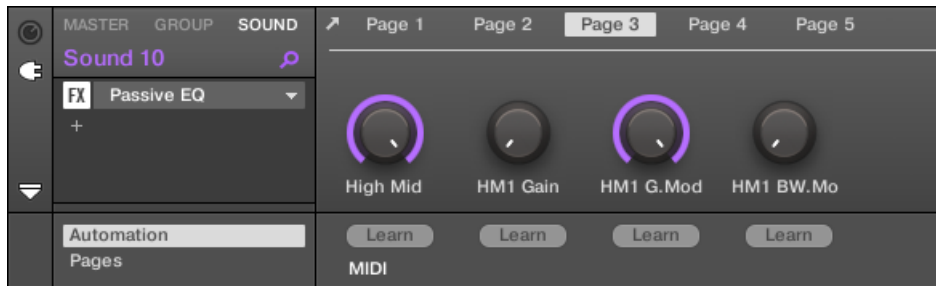 MASTER GROUP SOUND Page 1 Page 2 Page 3 Page 4 Page 5
Sound 10
FX Passive EQ
+
High Mid HM1 Gain HM1 G.Mod HM1 BW.Mo
Automation Learn Learn Learn Learn
Pages MIDI